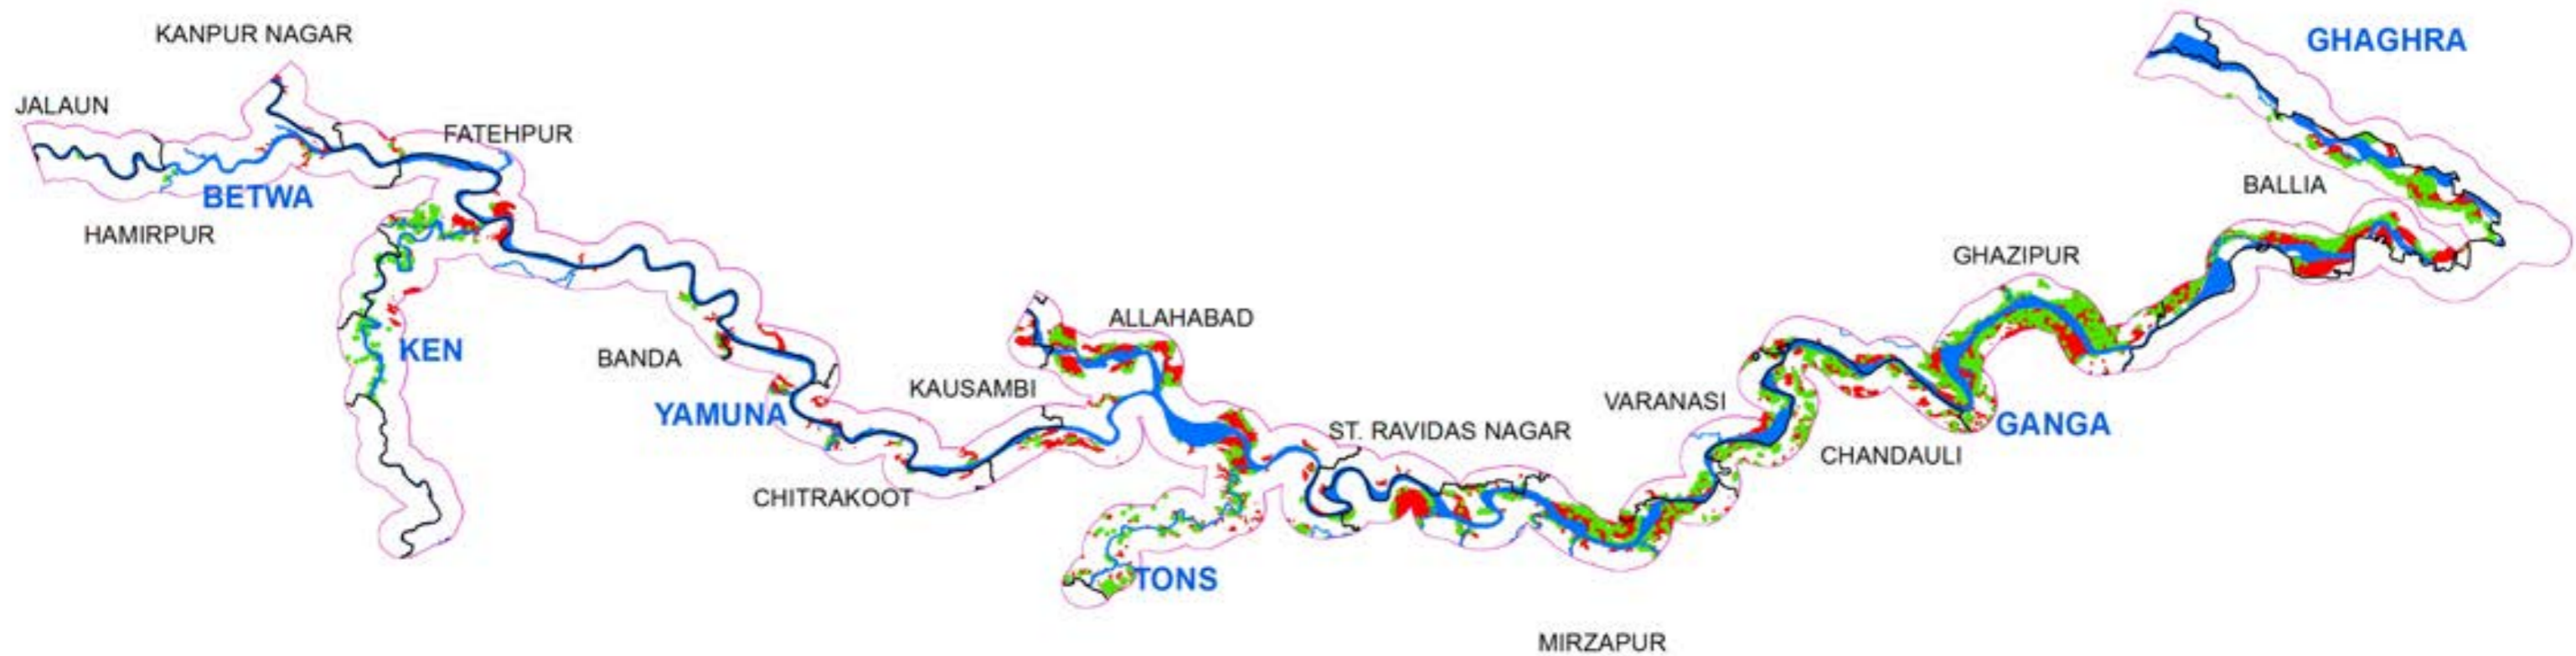 KANPUR NAGAR
GHAGHRA
JALAUN
FATEHPUR
BETWA
BALLIA
HAMIRPUR
GHAZIPUR
ALLAHABAD
KEN
BANDA
KAUSAMBI
YAMUNA
VARANASI
GANGA
ST. RAVIDAS NAGAR
CHANDAULI
CHITRAKOOT
TONS
MIRZAPUR